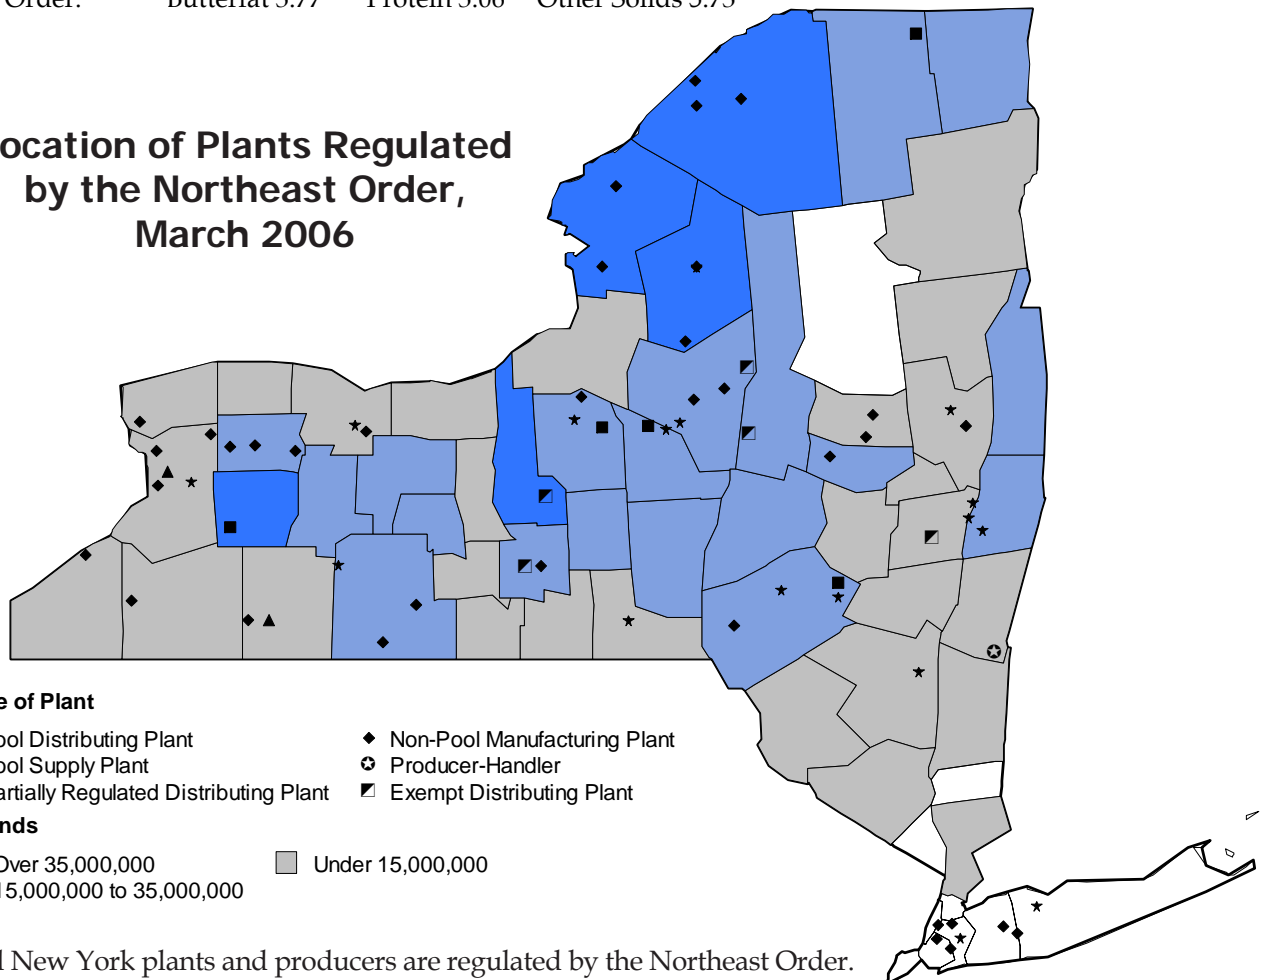 Order: Butterfat 3.77 Protein 3.06 Other Solids 5.73
ocation of Plants Regulated
by the Northeast Order,
March 2006
e of Plant
ool Distributing Plant
ool Supply Plant
artially Regulated Distributing Plant
Non-Pool Manufacturing Plant
Producer-Handler
Exempt Distributing Plant
nds
Over 35,000,000
15,000,000 to 35,000,000
Under 15,000,000
l New York plants and producers are regulated by the Northeast Order.